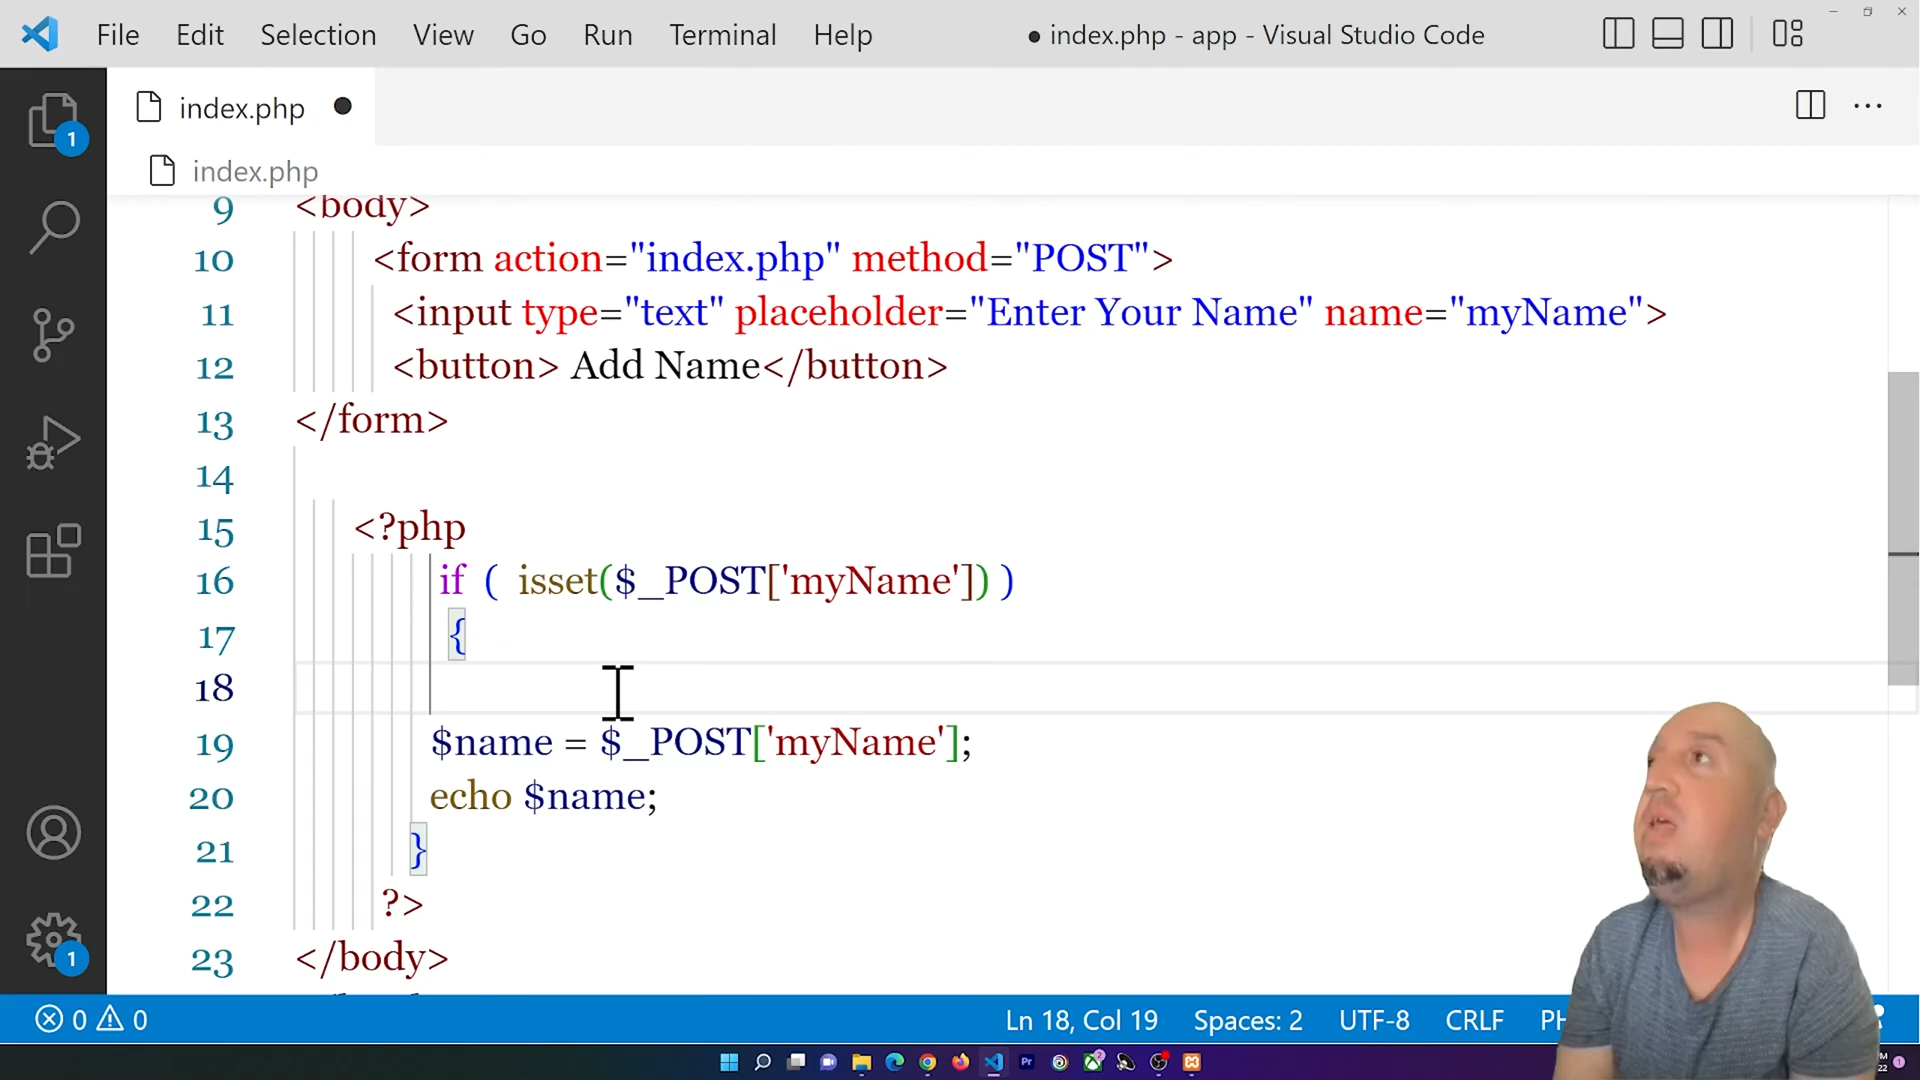 File Edit Selection View Go Run Terminal Help ● index.php - app - Visual Studio Code
index.php
1
index.php
9 <body>
10 <form action="index.php" method="POST">
11 <input type="text" placeholder="Enter Your Name" name="myName">
12 <button> Add Name</button>
13 </form>
14
15 <?php
16 if ( isset($_POST['myName']) )
17 {
18
19 $name = $_POST['myName'];
20 echo $name;
21 }
22 ?>
23 </body>
1
0 0 Ln 18, Col 19 Spaces: 2 UTF-8 CRLF